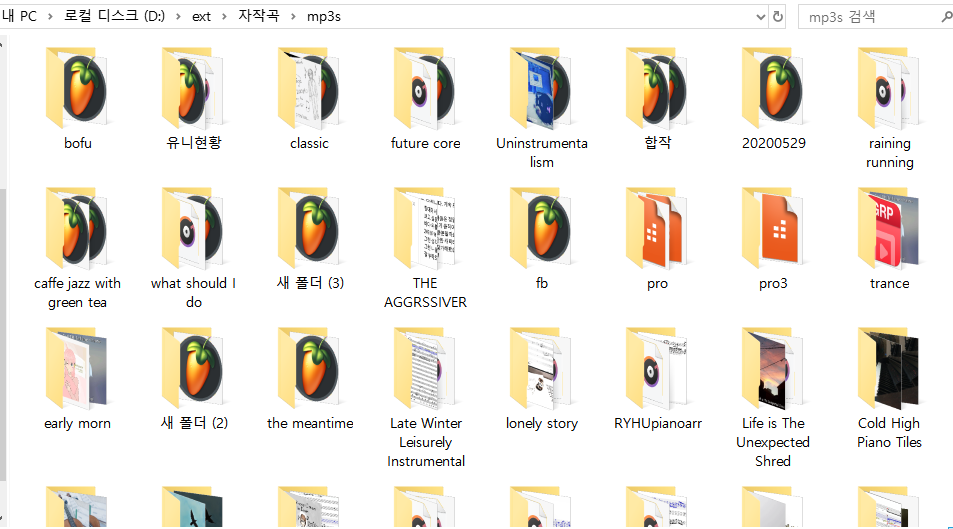 내 PC > 로컬 디스크 (D:) > ext > 자작곡 > mp3s
mp3s 검색
bofu
유니현황
classic
future core
Uninstrumenta
lism
합작
20200529
raining
running
caffe jazz with
green tea
what should I
do
새 폴더 (3)
THE
AGGRSSIVER
fb
pro
pro3
GRP
trance
early morn
새 폴더 (2)
the meantime
Late Winter
Leisurely
Instrumental
lonely story
RYHUpianoarr
Life is The
Unexpected
Shred
Cold High
Piano Tiles